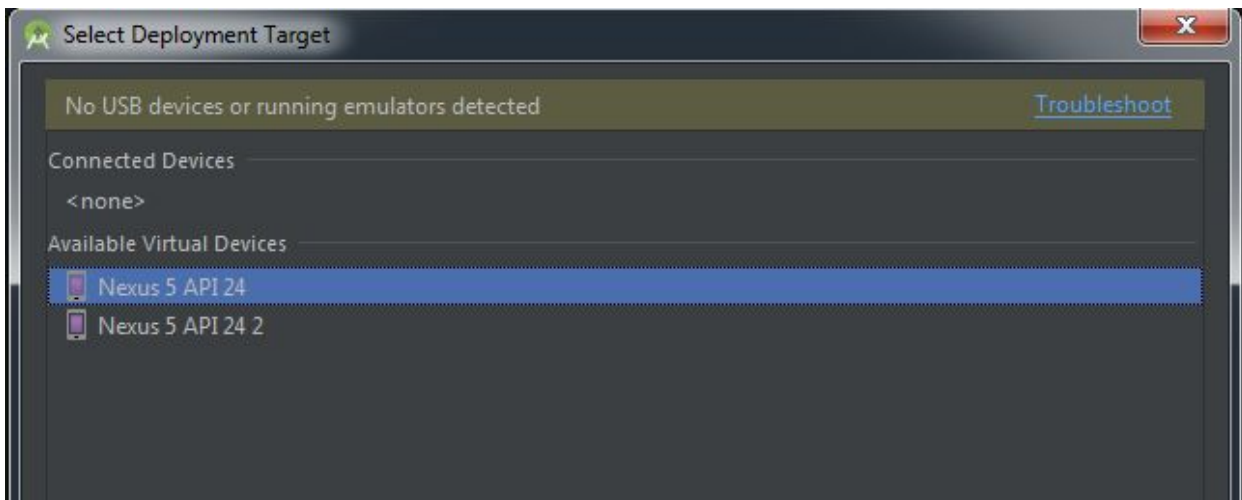 Select Deployment Target
No USB devices or running emulators detected Troubleshoot
Connected Devices
<none>
Available Virtual Devices
Nexus 5 API 24
Nexus 5 API 24 2